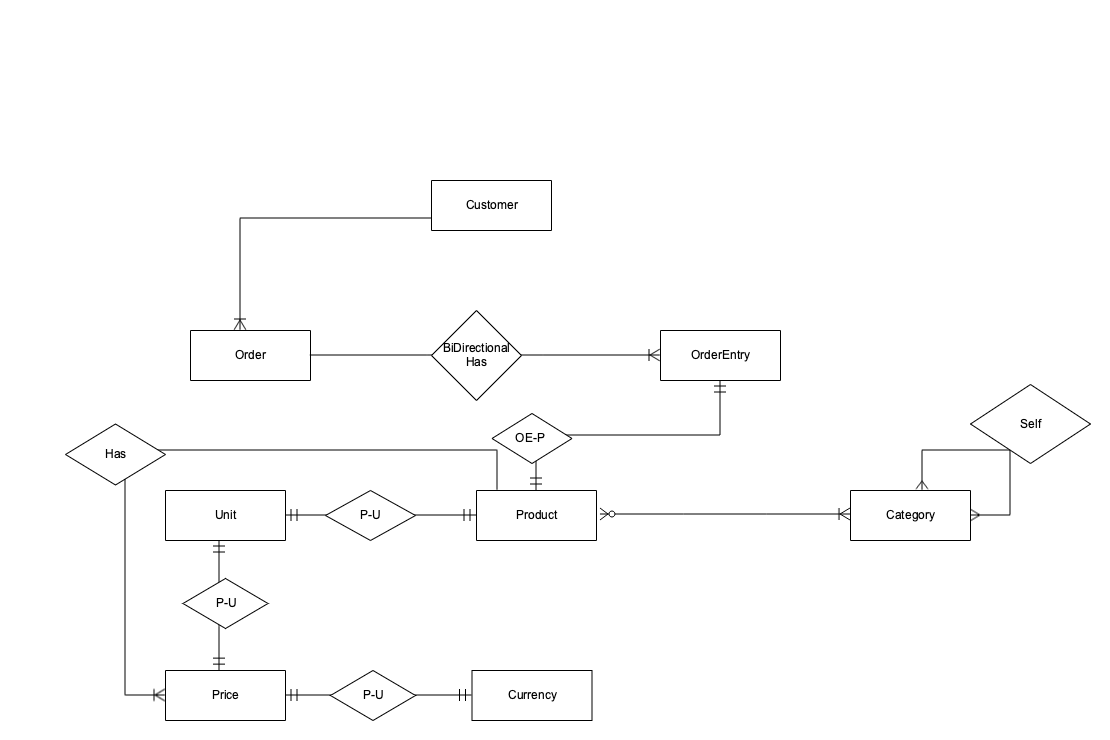 Customer
Order
BiDirectional
Has
OrderEntry
Self
OE-P
Has
Unit
P-U
Product
Category
P-U
Price
P-U
Currency